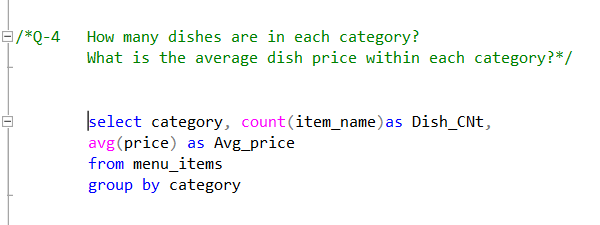 /*Q-4 How many dishes are in each category?
What is the average dish price within each category?*/
select category, count(item_name)as Dish_CNt,
avg(price) as Avg_price
from menu_items
group by category